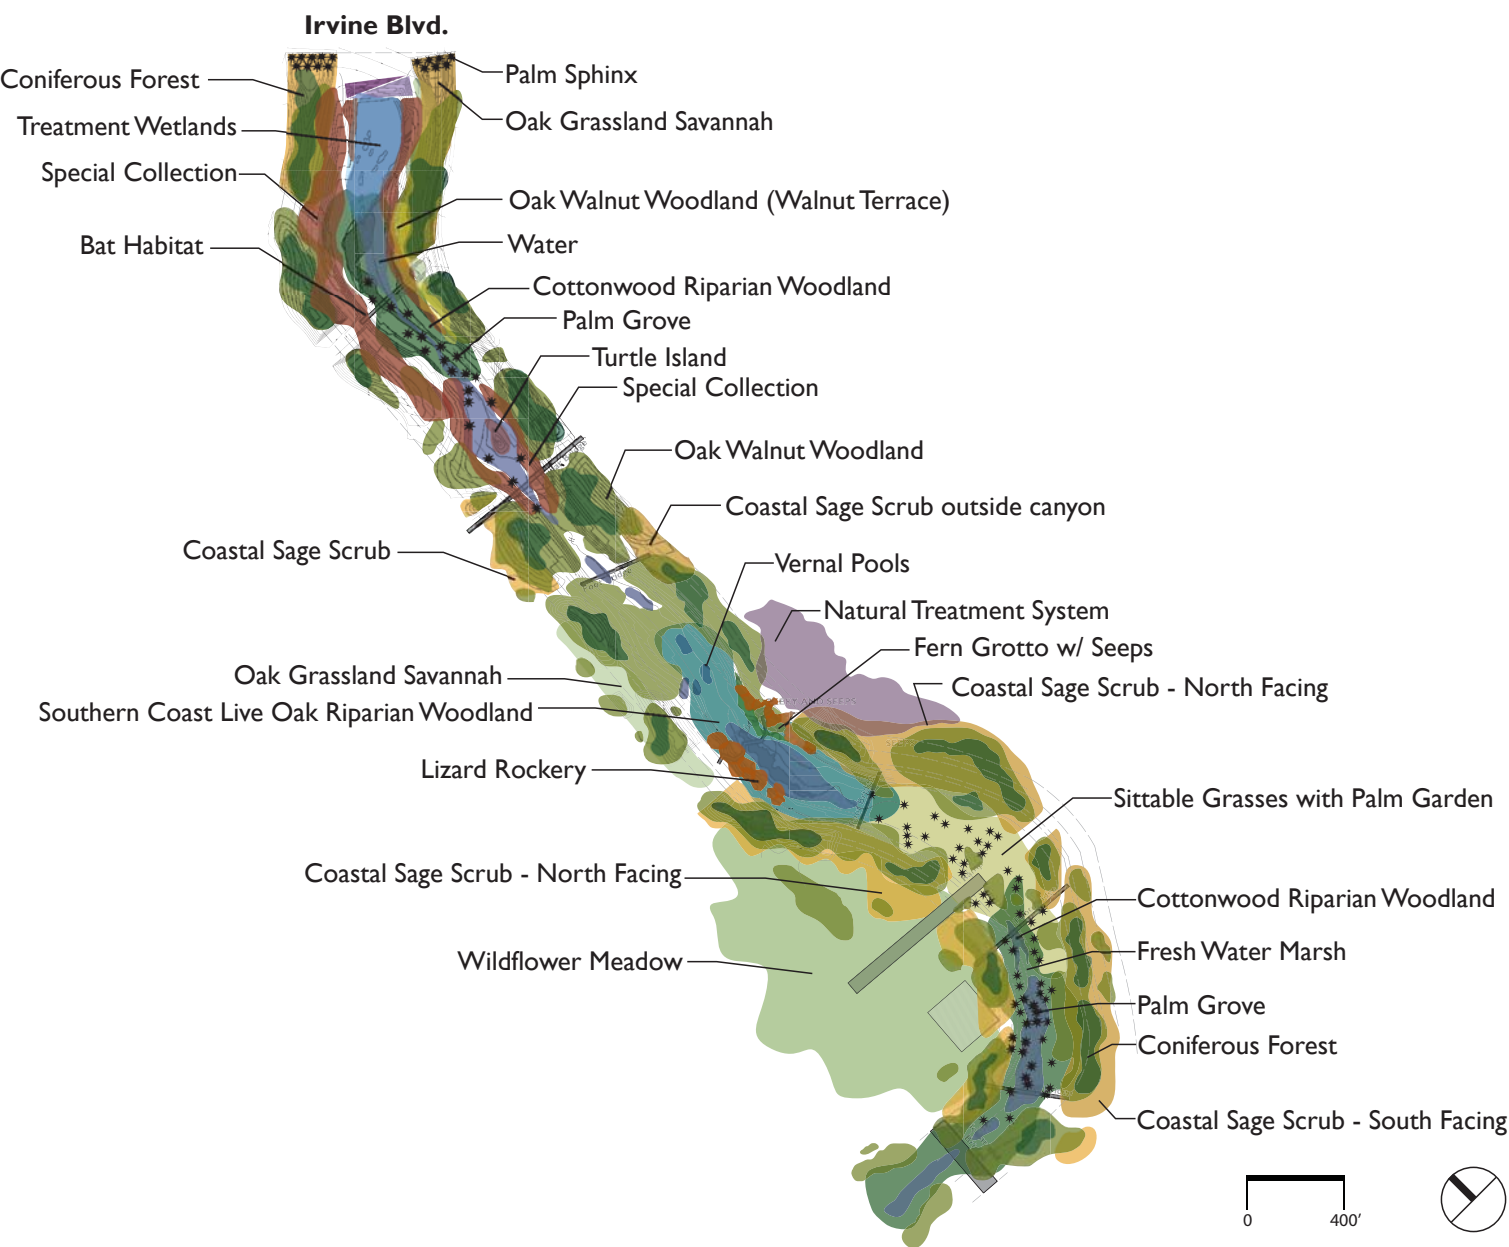 Irvine Blvd.
Coniferous Forest
Palm Sphinx
Treatment Wetlands
Oak Grassland Savannah
Special Collection
Oak Walnut Woodland (Walnut Terrace)
Bat Habitat
Water
Cottonwood Riparian Woodland
Palm Grove
Turtle Island
Special Collection
Oak Walnut Woodland
Coastal Sage Scrub outside canyon
Coastal Sage Scrub
Vernal Pools
Natural Treatment System
Fern Grotto w/ Seeps
Oak Grassland Savannah
Coastal Sage Scrub - North Facing
Southern Coast Live Oak Riparian Woodland
Lizard Rockery
Sittable Grasses with Palm Garden
Coastal Sage Scrub - North Facing
Cottonwood Riparian Woodland
Wildflower Meadow
Fresh Water Marsh
Palm Grove
Coniferous Forest
Coastal Sage Scrub - South Facing
0 400'